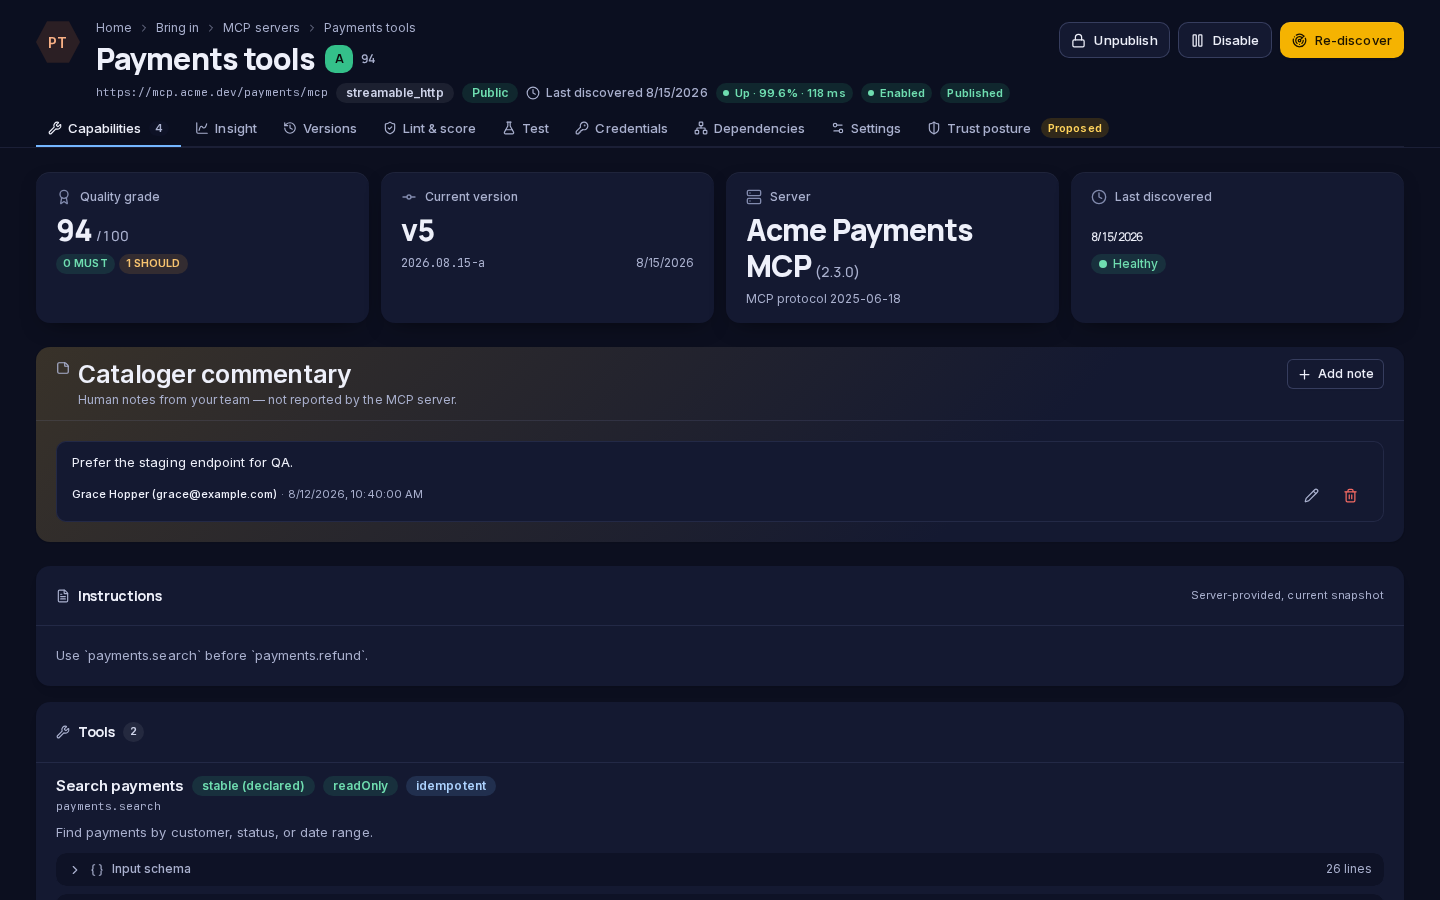 PT
Home > Bring in > MCP servers > Payments tools
Payments tools A 94
https://mcp.acme.dev/payments/mcp streamable_http Public Last discovered 8/15/2026 Up · 99.6% · 118 ms Enabled Published
Unpublish Disable Re-discover
Capabilities 4 Insight Versions Lint & score Test Credentials Dependencies Settings Trust posture Proposed
Quality grade
94 /100
0 MUST 1 SHOULD
Current version
v5
2026.08.15-a 8/15/2026
Server
Acme Payments
MCP (2.3.0)
MCP protocol 2025-06-18
Last discovered
8/15/2026
Healthy
Cataloger commentary
Human notes from your team — not reported by the MCP server.
Add note
Prefer the staging endpoint for QA.
Grace Hopper (grace@example.com) · 8/12/2026, 10:40:00 AM
Instructions
Server-provided, current snapshot
Use `payments.search` before `payments.refund`.
Tools 2
Search payments stable (declared) readOnly idempotent
payments.search
Find payments by customer, status, or date range.
> {} Input schema 26 lines